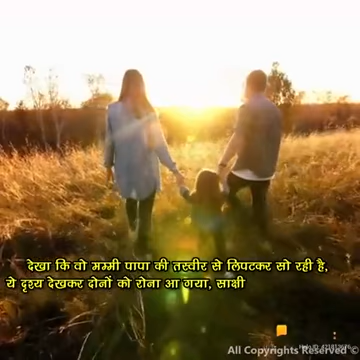 देखा कि वो मम्मी पापा की तस्वीर से लिपटकर सो रही है,
ये दृश्य देखकर दोनों को रोना आ गया, साक्षी
All Copyrights Reserved ©